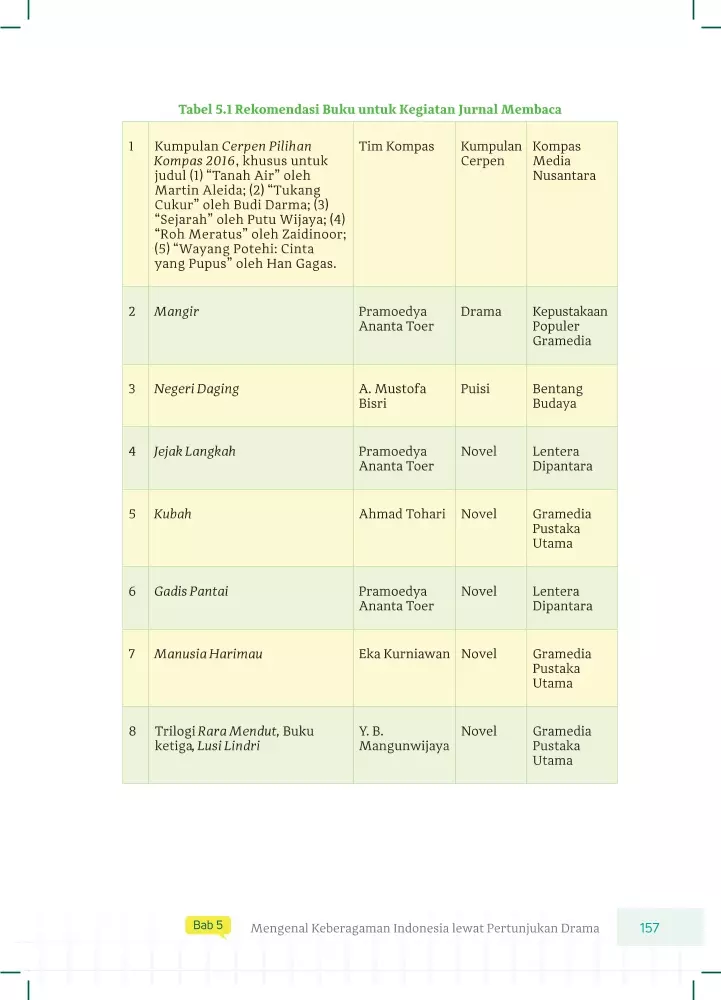 Tabel 5.1 Rekomendasi Buku untuk Kegiatan Jurnal Membaca
1 Kumpulan Cerpen Pilihan Tim Kompas Kumpulan Kompas
Kompas 2016, khusus untuk Cerpen Media
judul (1) “Tanah Air” oleh Nusantara
Martin Aleida; (2) “Tukang
Cukur” oleh Budi Darma; (3)
“Sejarah” oleh Putu Wijaya; (4)
“Roh Meratus” oleh Zaidinoor;
(5) “Wayang Potehi: Cinta
yang Pupus” oleh Han Gagas.
2 Mangir Pramoedya Drama Kepustakaan
Ananta Toer Populer
Gramedia
3 Negeri Daging A. Mustofa Puisi Bentang
Bisri Budaya
4 Jejak Langkah Pramoedya Novel Lentera
Ananta Toer Dipantara
5 Kubah Ahmad Tohari Novel Gramedia
Pustaka
Utama
6 Gadis Pantai Pramoedya Novel Lentera
Ananta Toer Dipantara
7 Manusia Harimau Eka Kurniawan Novel Gramedia
Pustaka
Utama
8 Trilogi Rara Mendut, Buku Y. B. Novel Gramedia
ketiga, Lusi Lindri Mangunwijaya Pustaka
Utama
Bab 5 Mengenal Keberagaman Indonesia lewat Pertunjukan Drama 157